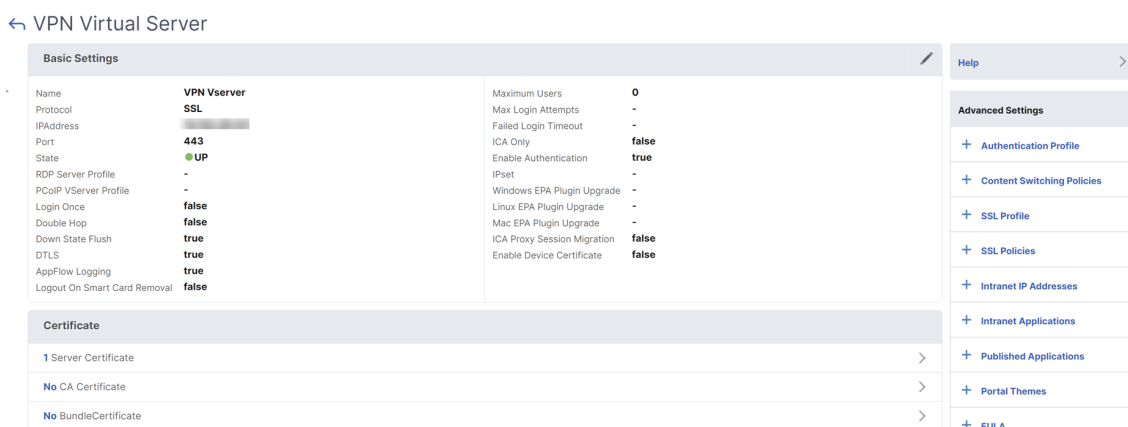 VPN Virtual Server
Basic Settings
Name VPN Vserver
Protocol SSL
IPAddress
Port 443
State UP
RDP Server Profile -
PCoIP VServer Profile -
Login Once false
Double Hop false
Down State Flush true
DTLS true
AppFlow Logging true
Logout On Smart Card Removal false
Maximum Users 0
Max Login Attempts -
Failed Login Timeout -
ICA Only false
Enable Authentication true
IPset -
Windows EPA Plugin Upgrade -
Linux EPA Plugin Upgrade -
Mac EPA Plugin Upgrade -
ICA Proxy Session Migration false
Enable Device Certificate false
Certificate
1 Server Certificate
No CA Certificate
No BundleCertificate
Help
Advanced Settings
+ Authentication Profile
+ Content Switching Policies
+ SSL Profile
+ SSL Policies
+ Intranet IP Addresses
+ Intranet Applications
+ Published Applications
+ Portal Themes
+ EULA